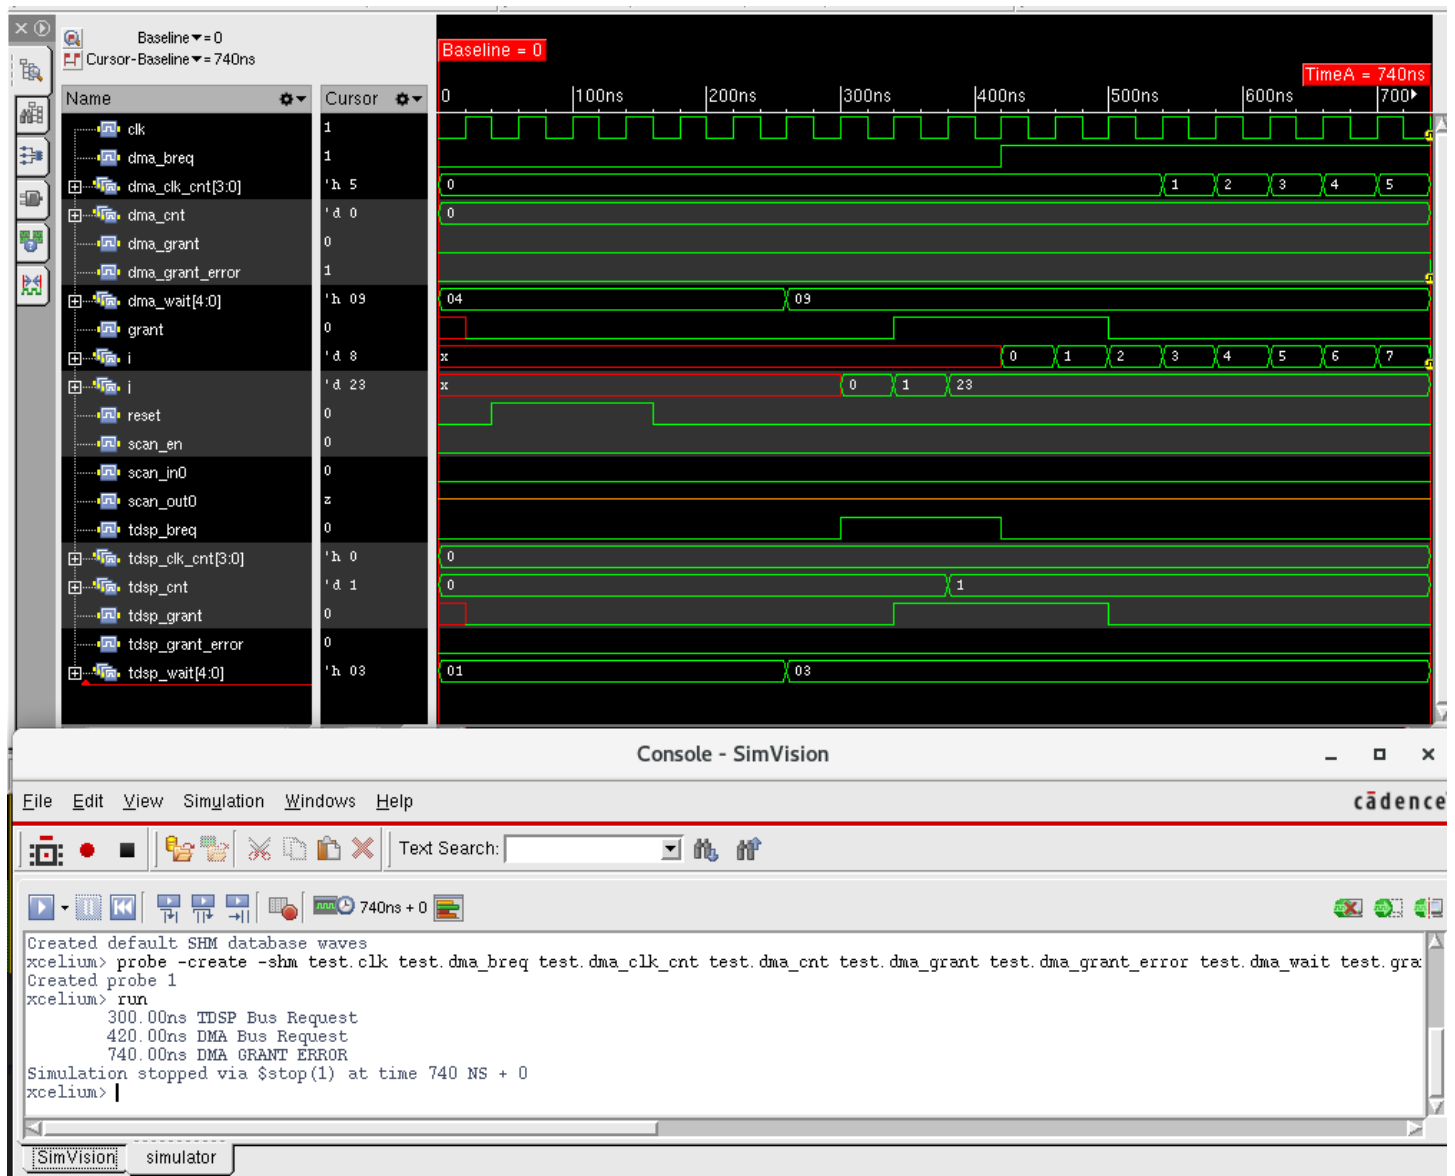 Baseline▼= 0
Cursor-Baseline▼= 740ns
Baseline = 0
TimeA = 740ns
Name
Cursor
0 100ns 200ns 300ns 400ns 500ns 600ns 700
clk 1
dma_breq 1
dma_clk_cnt[3:0] 'h 5 0 1 2 3 4 5
dma_cnt 'd 0 0
dma_grant 0
dma_grant_error 1
dma_wait[4:0] 'h 09 04 09
grant 0
i 'd 8 x 0 1 2 3 4 5 6 7
j 'd 23 x 0 1 23
reset 0
scan_en 0
scan_in0 0
scan_out0 z
tdsp_breq 0
tdsp_clk_cnt[3:0] 'h 0 0
tdsp_cnt 'd 1 0 1
tdsp_grant 0
tdsp_grant_error 0
tdsp_wait[4:0] 'h 03 01 03
Console - SimVision
File Edit View Simulation Windows Help
cādence
Text Search:
740ns + 0
Created default SHM database waves
xcelium> probe -create -shm test.clk test.dma_breq test.dma_clk_cnt test.dma_cnt test.dma_grant test.dma_grant_error test.dma_wait test.gra
Created probe 1
xcelium> run
300.00ns TDSP Bus Request
420.00ns DMA Bus Request
740.00ns DMA GRANT ERROR
Simulation stopped via $stop(1) at time 740 NS + 0
xcelium>
SimVision simulator